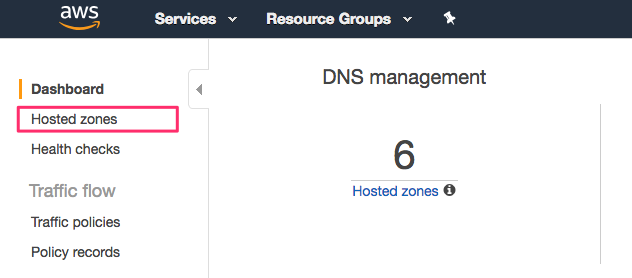 aws Services Resource Groups
Dashboard
Hosted zones
Health checks
Traffic flow
Traffic policies
Policy records
DNS management
6
Hosted zones